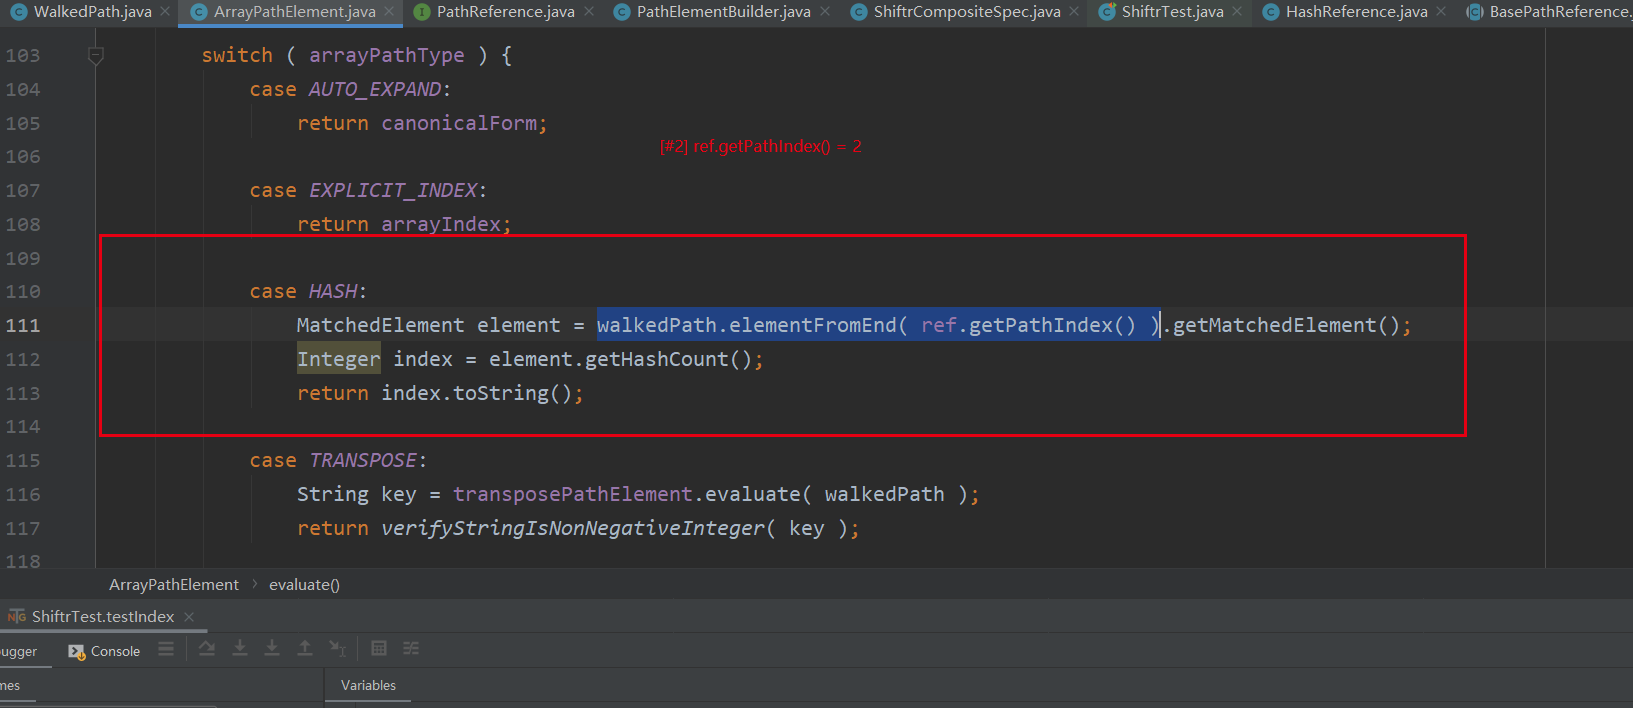 WalkedPath.java ArrayPathElement.java PathReference.java PathElementBuilder.java ShiftrCompositeSpec.java ShiftrTest.java HashReference.java BasePathReference.
103 switch ( arrayPathType ) {
104 case AUTO_EXPAND:
105 return canonicalForm;
[#2] ref.getPathIndex() = 2
106
107 case EXPLICIT_INDEX:
108 return arrayIndex;
109
110 case HASH:
111 MatchedElement element = walkedPath.elementFromEnd( ref.getPathIndex() ).getMatchedElement();
112 Integer index = element.getHashCount();
113 return index.toString();
114
115 case TRANSPOSE:
116 String key = transposePathElement.evaluate( walkedPath );
117 return verifyStringIsNonNegativeInteger( key );
118
ArrayPathElement > evaluate()
NG ShiftrTest.testIndex
ugger Console
mes Variables